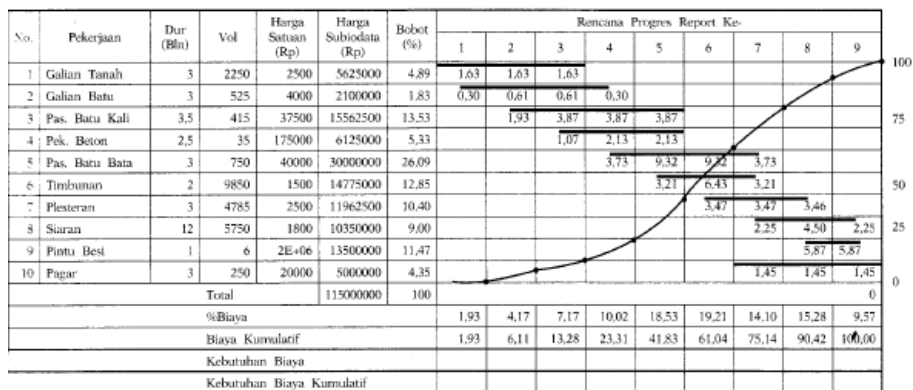 No. Pekerjaan Dur (Bln) Vol Harga Satuan (Rp) Harga Subiodata (Rp) Bobot (%) Rencana Progres Report Ke-
1 2 3 4 5 6 7 8 9
100
1 Galian Tanah 3 2250 2500 5625000 4,89 1,63 1,63 1,63
2 Galian Batu 3 525 4000 2100000 1,83 0,30 0,61 0,61 0,30
3 Pas. Batu Kali 3,5 415 37500 15562500 13,53 1,93 3,87 3,87 3,87 75
4 Pek. Beton 2,5 35 175000 6125000 5,33 1,07 2,13 2,13
5 Pas. Batu Bata 3 750 40000 30000000 26,09 3,73 9,32 9,32 3,73
6 Timbunan 2 9850 1500 14775000 12,85 3,21 6,43 3,21 50
7 Plesteran 3 4785 2500 11962500 10,40 3,47 3,47 3,46
8 Siaran 12 5750 1800 10350000 9,00 2,25 4,50 2,25 25
9 Pintu Besi 1 6 2E+06 13500000 11,47 5,87 5,87
10 Pagar 3 250 20000 5000000 4,35 1,45 1,45 1,45 0
Total 115000000 100 0
%Biaya 1,93 4,17 7,17 10,02 18,53 19,21 14,10 15,28 9,57
Biaya Kumulatif 1,93 6,11 13,28 23,31 41,83 61,04 75,14 90,42 100,00
Kebutuhan Biaya
Kebutuhan Biaya Kumulatif